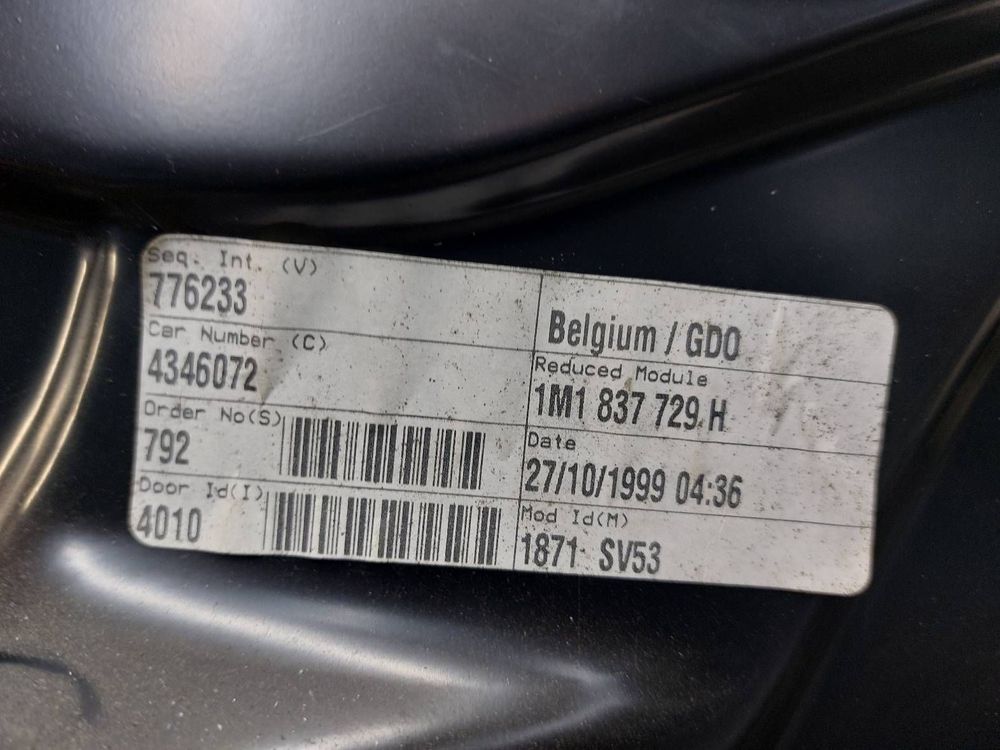 Seq. Int. (V)
776233
Car Number (C)
4346072
Order No(S)
792
Door Id(I)
4010
Belgium / GDO
Reduced Module
1M1 837 729 H
Date
27/10/1999 04:36
Mod Id(M)
1871 SV53